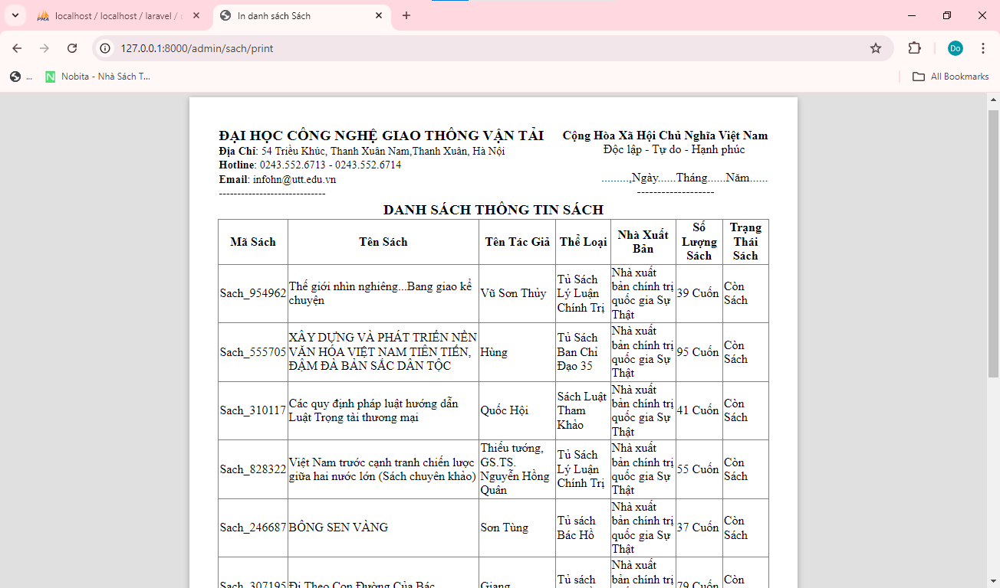 localhost / localhost / laravel /
In danh sách Sách
127.0.0.1:8000/admin/sach/print
Do
...
Nobita - Nhà Sách T...
All Bookmarks
ĐẠI HỌC CÔNG NGHỆ GIAO THÔNG VẬN TẢI
Cộng Hòa Xã Hội Chủ Nghĩa Việt Nam
Địa Chỉ: 54 Triều Khúc, Thanh Xuân Nam,Thanh Xuân, Hà Nội
Độc lập - Tự do - Hạnh phúc
Hotline: 0243.552.6713 - 0243.552.6714
Email: infohn@utt.edu.vn
.........,Ngày......Tháng......Năm......
-----------------------------
-------------------
DANH SÁCH THÔNG TIN SÁCH
Mã Sách
Tên Sách
Tên Tác Giả
Thể Loại
Nhà Xuất
Bản
Số
Lượng
Sách
Trạng
Thái
Sách
Sach_954962
Thế giới nhìn nghiêng...Bang giao kể
chuyện
Vũ Sơn Thủy
Tủ Sách
Lý Luận
Chính Trị
Nhà xuất
bản chính trị
quốc gia Sự
Thật
39 Cuốn
Còn
Sách
Sach_555705
XÂY DỰNG VÀ PHÁT TRIỂN NỀN
VĂN HÓA VIỆT NAM TIÊN TIẾN,
ĐẬM ĐÀ BẢN SẮC DÂN TỘC
Hùng
Tủ Sách
Ban Chỉ
Đạo 35
Nhà xuất
bản chính trị
quốc gia Sự
Thật
95 Cuốn
Còn
Sách
Sach_310117
Các quy định pháp luật hướng dẫn
Luật Trọng tài thương mại
Quốc Hội
Sách Luật
Tham
Khảo
Nhà xuất
bản chính trị
quốc gia Sự
Thật
41 Cuốn
Còn
Sách
Sach_828322
Việt Nam trước cạnh tranh chiến lược
giữa hai nước lớn (Sách chuyên khảo)
Thiếu tướng,
GS.TS.
Nguyễn Hồng
Quân
Tủ Sách
Lý Luận
Chính Trị
Nhà xuất
bản chính trị
quốc gia Sự
Thật
55 Cuốn
Còn
Sách
Sach_246687
BÔNG SEN VÀNG
Sơn Tùng
Tủ sách
Bác Hồ
Nhà xuất
bản chính trị
quốc gia Sự
Thật
37 Cuốn
Còn
Sách
Sach_307195
Đi Theo Con Đường Của Bác
Giang
Tủ sách
Nhà xuất
bản chính trị
79 Cuốn
Còn